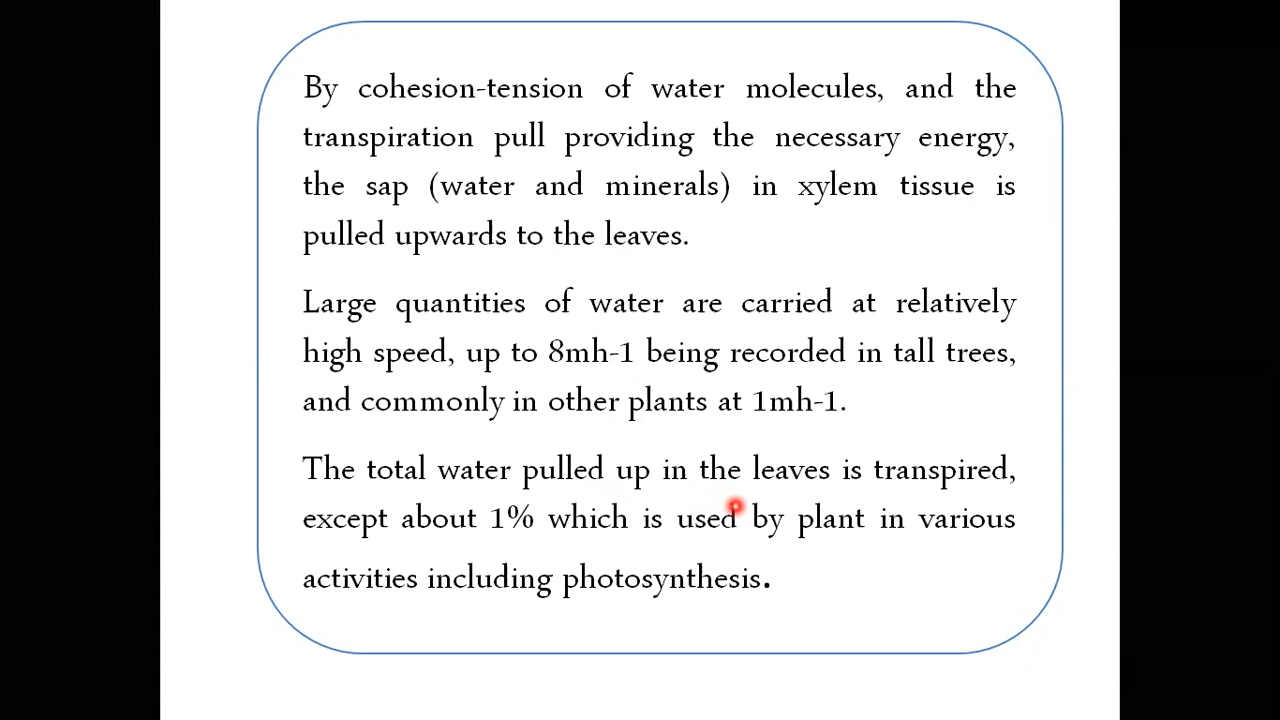 By cohesion-tension of water molecules, and the
transpiration pull providing the necessary energy,
the sap (water and minerals) in xylem tissue is
pulled upwards to the leaves.
Large quantities of water are carried at relatively
high speed, up to 8mh-1 being recorded in tall trees,
and commonly in other plants at 1mh-1.
The total water pulled up in the leaves is transpired,
except about 1% which is used by plant in various
activities including photosynthesis.